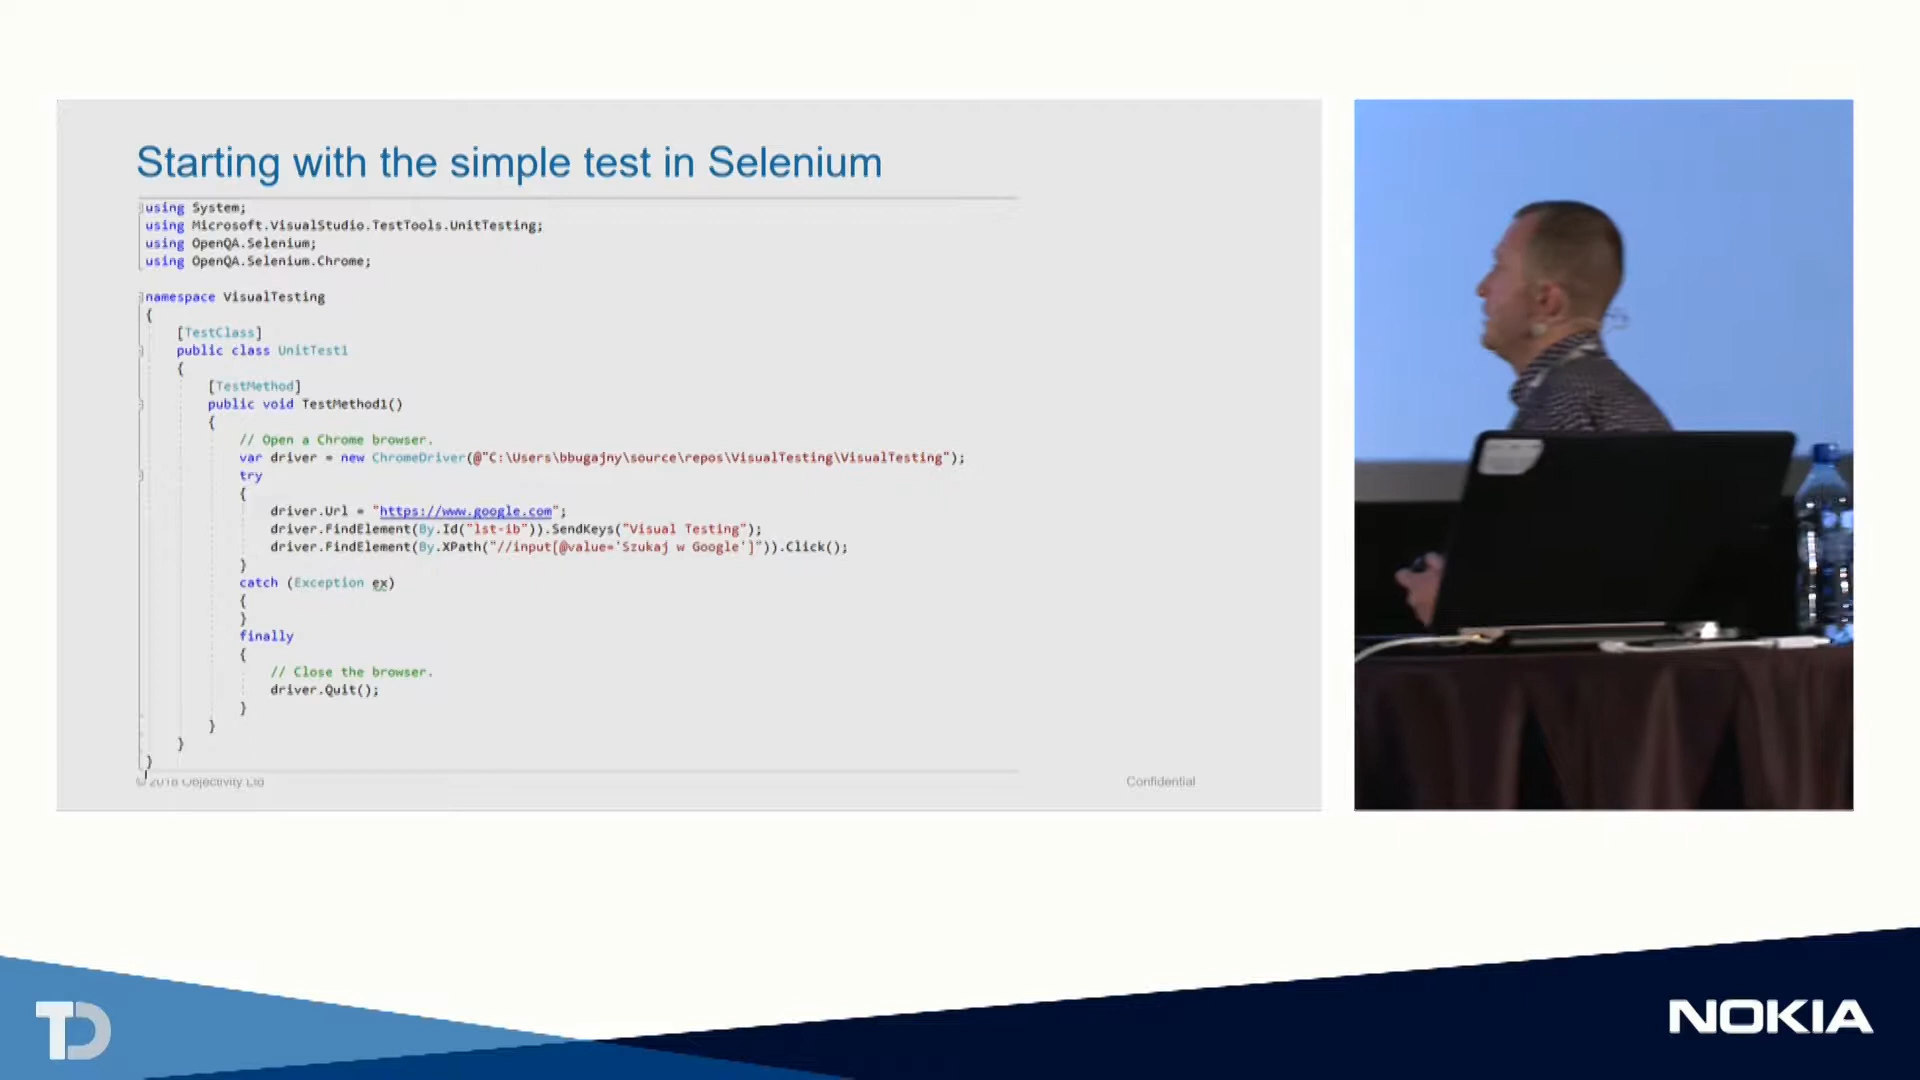 Starting with the simple test in Selenium
using System;
using Microsoft.VisualStudio.TestTools.UnitTesting;
using OpenQA.Selenium;
using OpenQA.Selenium.Chrome;
namespace VisualTesting
{
[TestClass]
public class UnitTest1
{
[TestMethod]
public void TestMethod1()
{
// Open a Chrome browser.
var driver = new ChromeDriver(@"C:\Users\bbugajny\source\repos\VisualTesting\VisualTesting");
try
{
driver.Url = "https://www.google.com";
driver.FindElement(By.Id("lst-ib")).SendKeys("Visual Testing");
driver.FindElement(By.XPath("//input[@value='Szukaj w Google']")).Click();
}
catch (Exception ex)
{
}
finally
{
// Close the browser.
driver.Quit();
}
}
}
}
© 2018 Objectivity Ltd
Confidential
TD
NOKIA